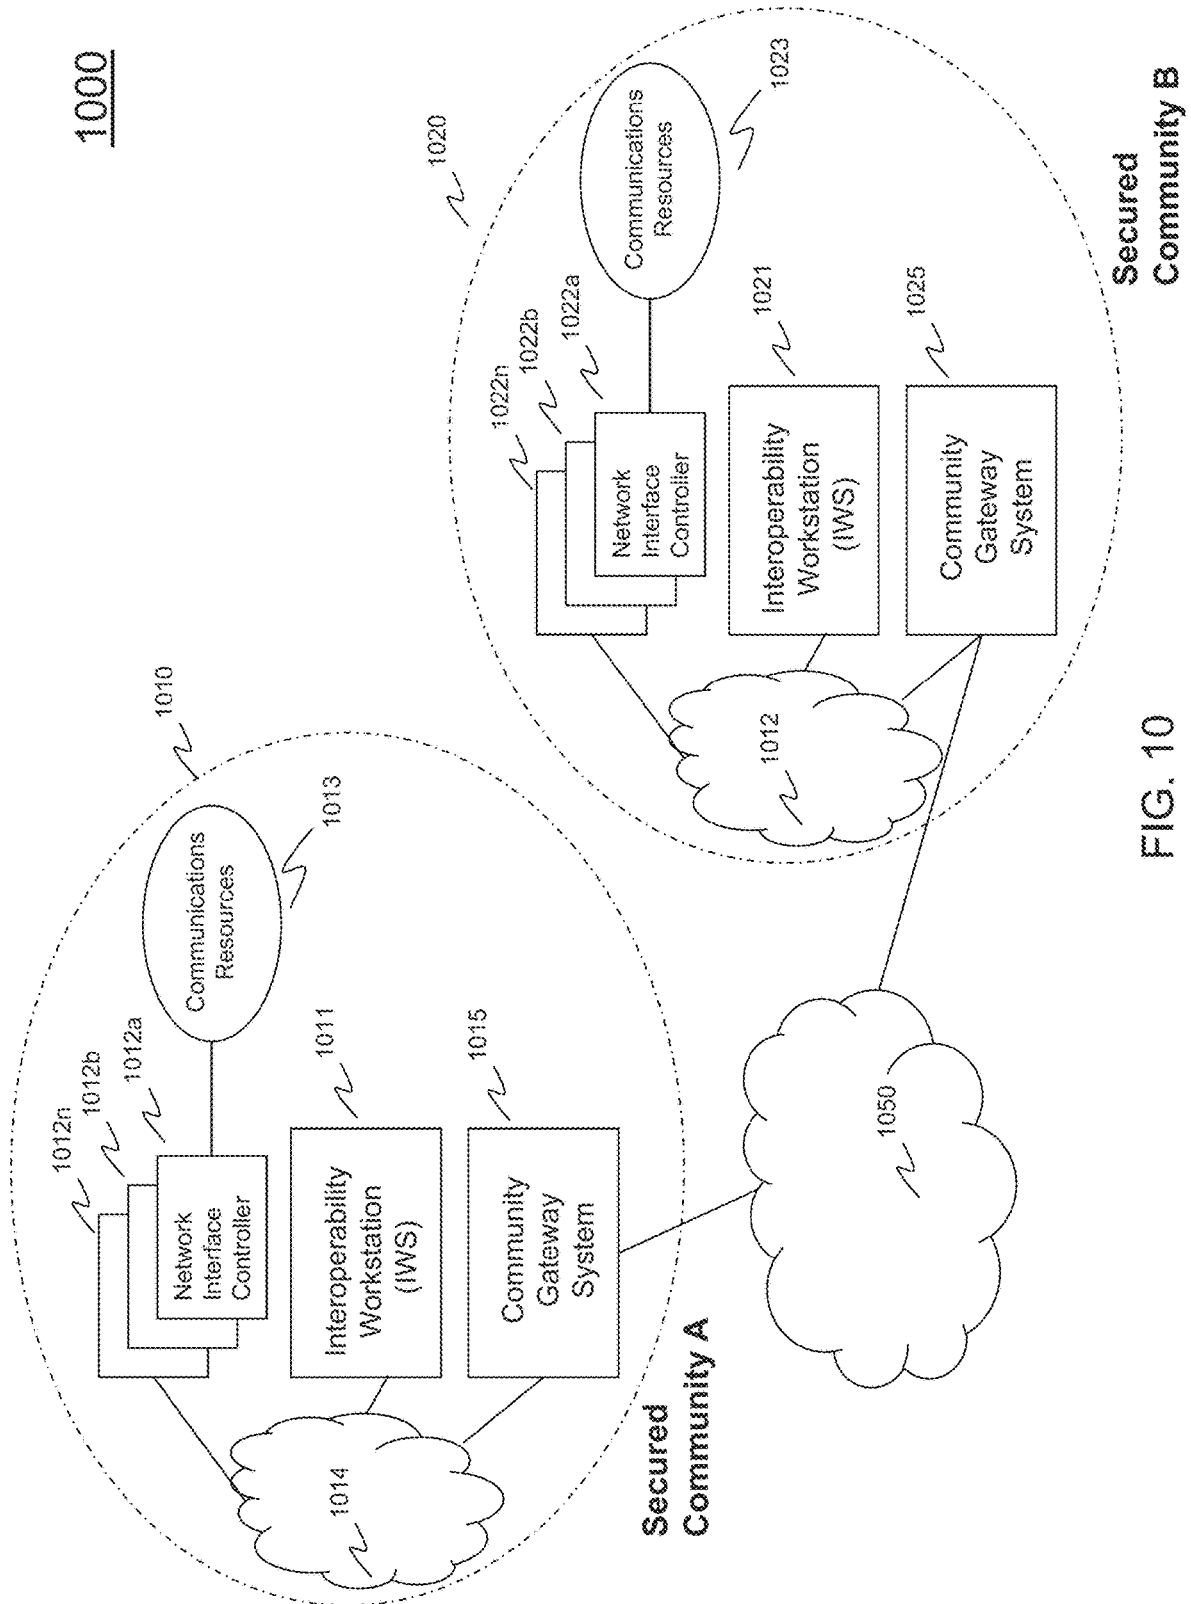 1000
1010
1012n
1012b
1012a
Network
Interface
Controller
Communications
Resources
1013
Interoperability
Workstation
(IWS)
1011
Community
Gateway
System
1015
1014
Secured
Community A
1020
1022n
1022b
1022a
Network
Interface
Controller
Communications
Resources
1023
Interoperability
Workstation
(IWS)
1021
Community
Gateway
System
1025
1012
Secured
Community B
1050
FIG. 10